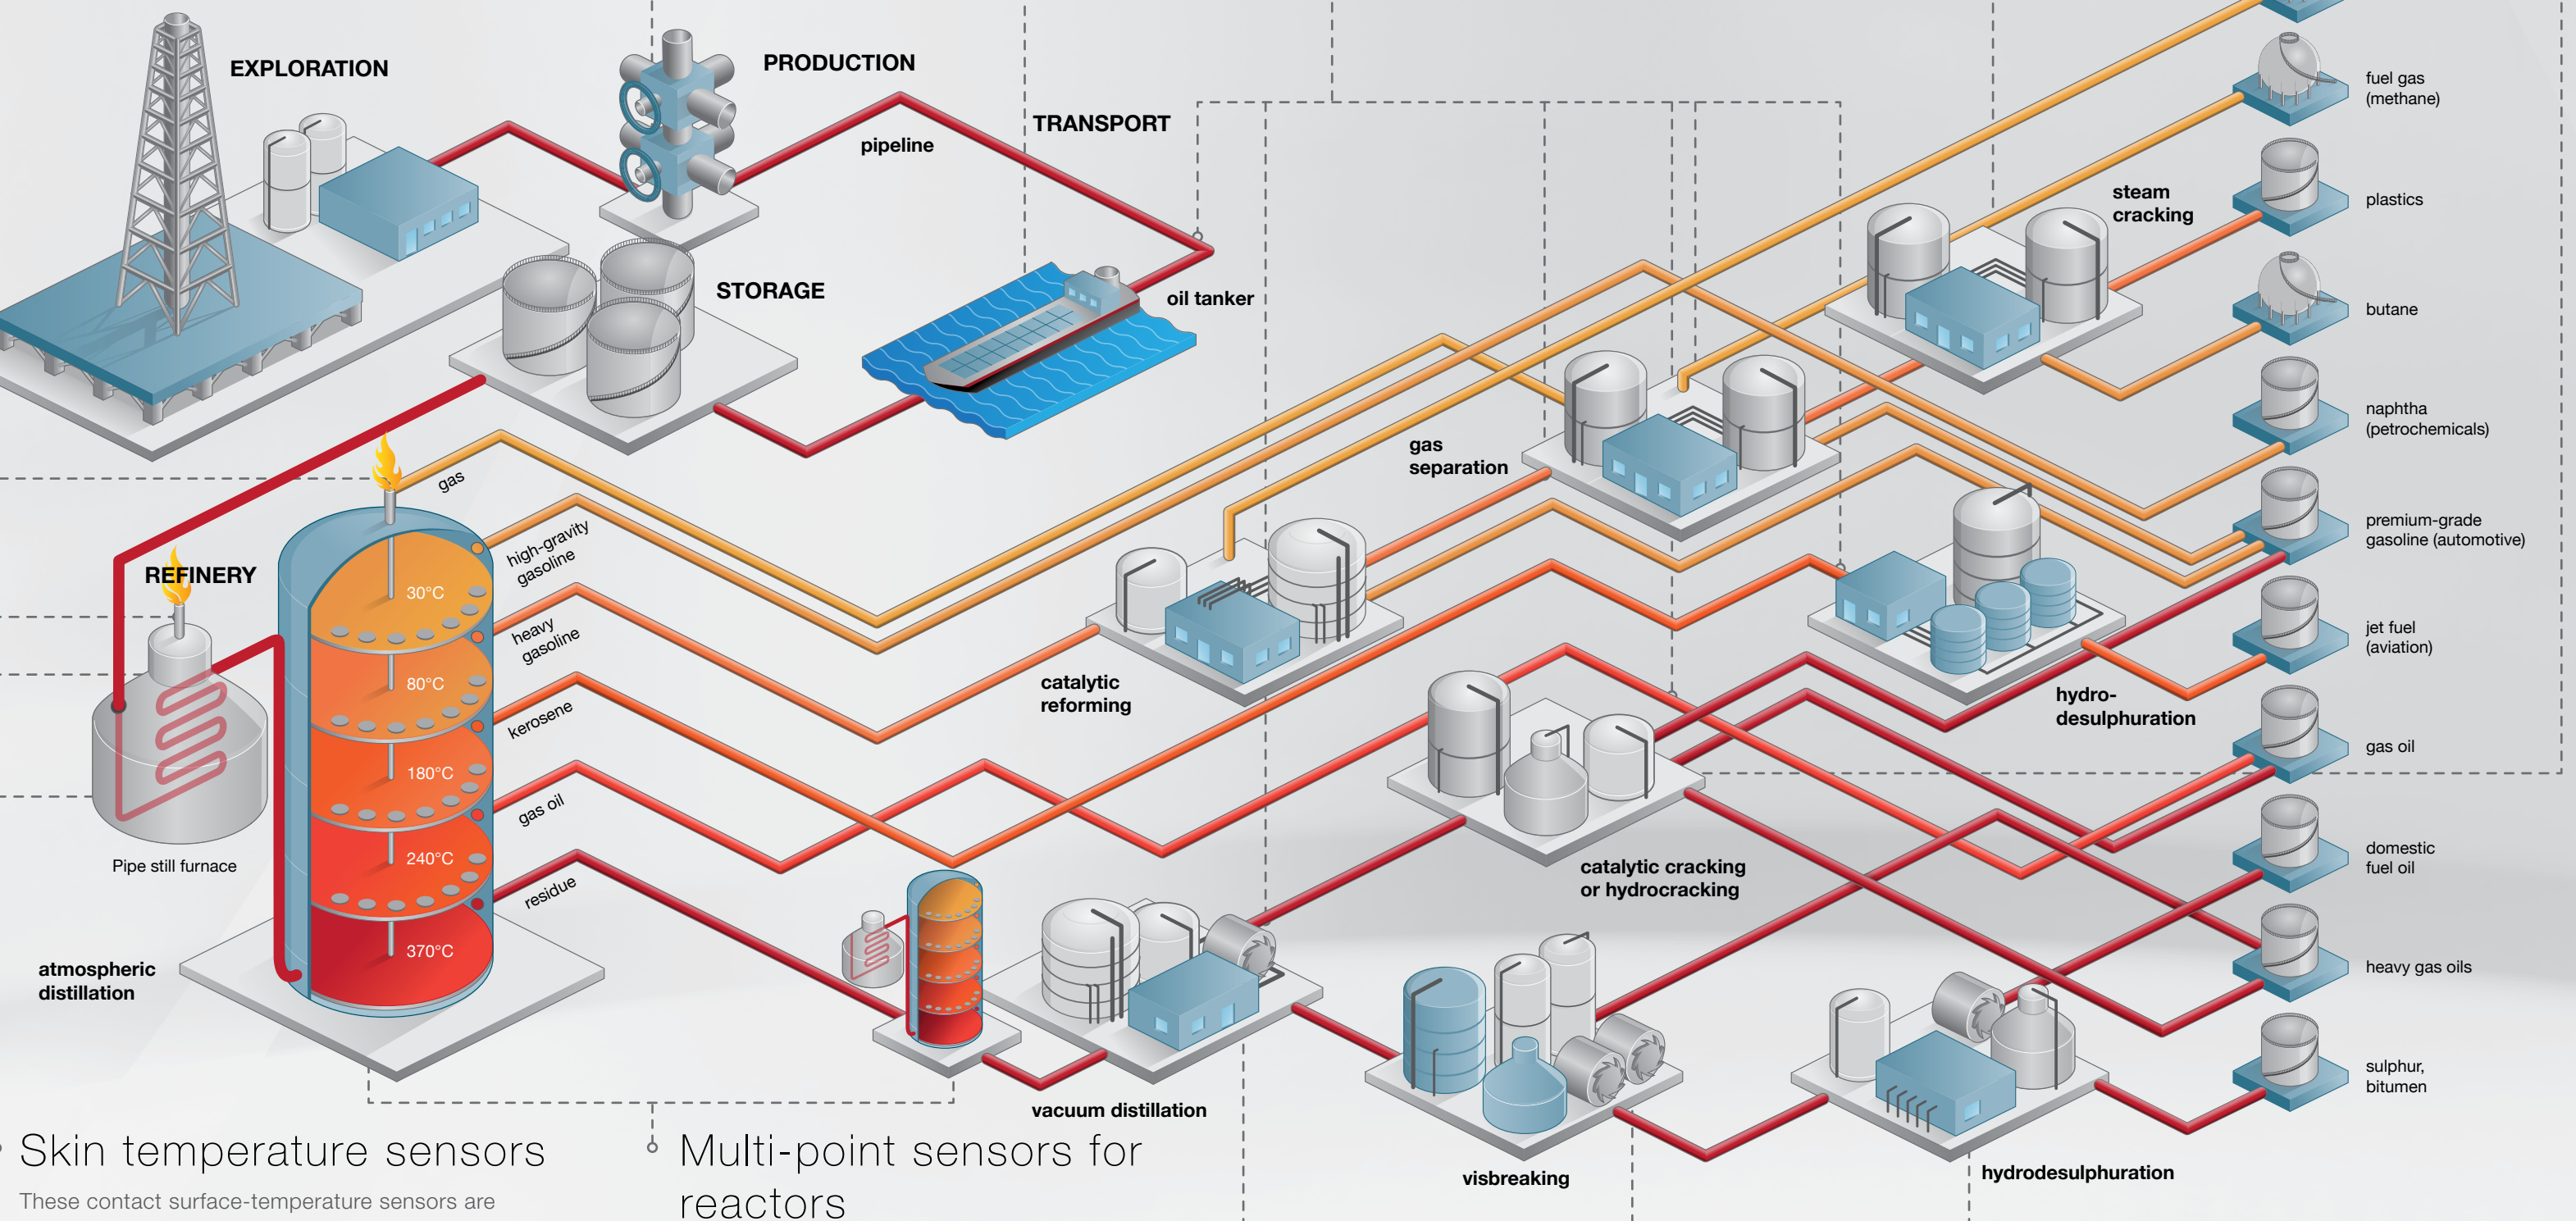 EXPLORATION
PRODUCTION
TRANSPORT
pipeline
STORAGE
oil tanker
REFINERY
Pipe still furnace
atmospheric
distillation
30°C
80°C
180°C
240°C
370°C
gas
high-gravity
gasoline
heavy
gasoline
kerosene
gas oil
residue
catalytic
reforming
gas
separation
steam
cracking
hydro-
desulphuration
catalytic cracking
or hydrocracking
vacuum distillation
visbreaking
hydrodesulphuration
fuel gas
(methane)
plastics
butane
naphtha
(petrochemicals)
premium-grade
gasoline (automotive)
jet fuel
(aviation)
gas oil
domestic
fuel oil
heavy gas oils
sulphur,
bitumen
Skin temperature sensors
These contact surface-temperature sensors are
Multi-point sensors for
reactors